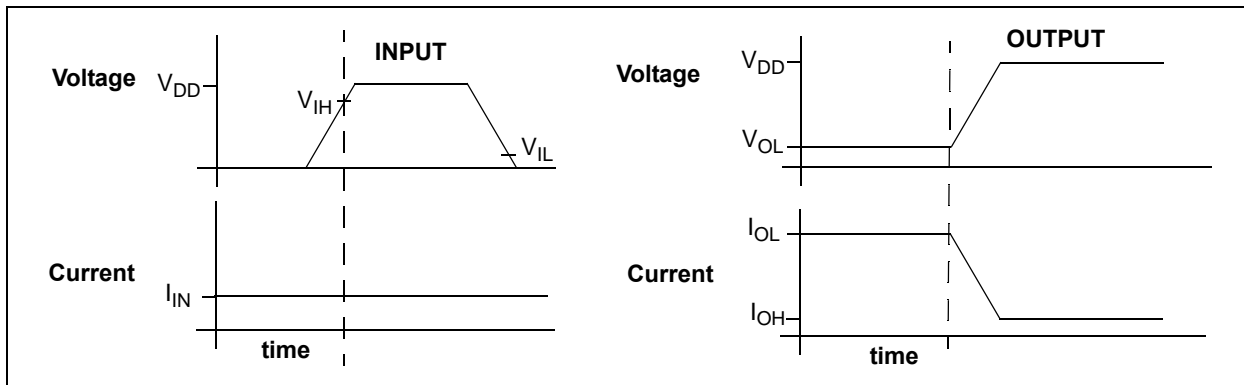 INPUT
Voltage
VDD
VIH
VIL
Current
IIN
time
OUTPUT
Voltage
VDD
VOL
Current
IOL
IOH
time